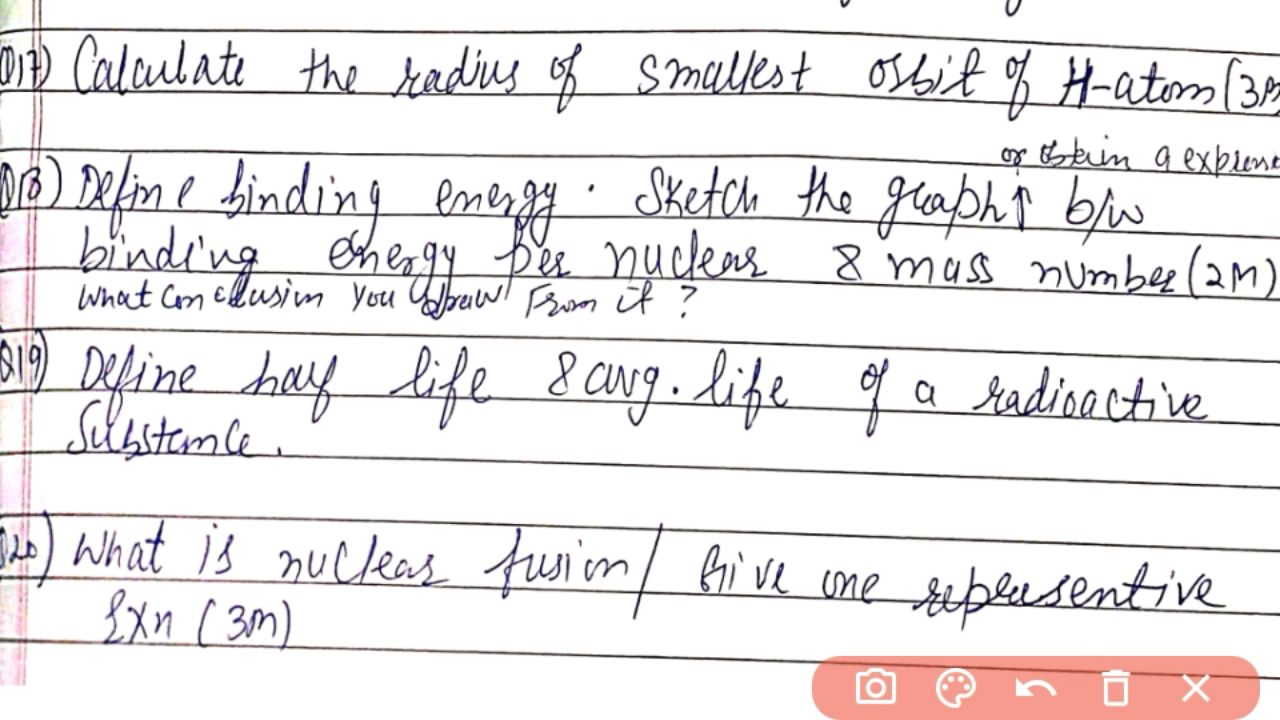 Q17) Calculate the radius of smallest orbit of H-atom (3M
or obtain a express
Q18) Define binding energy. Sketch the graph b/w
binding energy per nuclear & mass number (2M)
What conclusion you draw from it ?
Q19) Define half life & avg. life of a radioactive
Substance.
Q20) What is nuclear fusion/ Give one representive
Exn (3m)